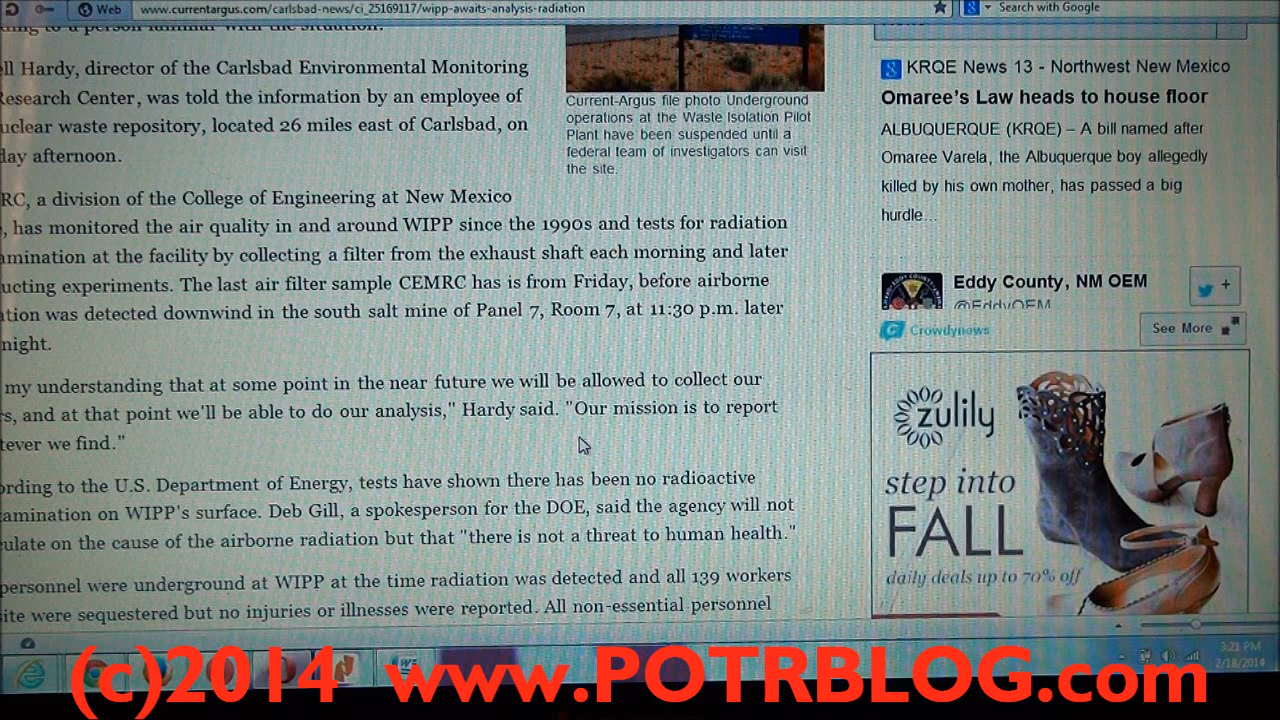 Web www.currentargus.com/carlsbad-news/ci_25169117/wipp-awaits-analysis-radiation Search with Google
to a person familiar with the situation.
ll Hardy, director of the Carlsbad Environmental Monitoring
Research Center, was told the information by an employee of
uclear waste repository, located 26 miles east of Carlsbad, on
day afternoon.
Current-Argus file photo Underground
operations at the Waste Isolation Pilot
Plant have been suspended until a
federal team of investigators can visit
the site.
RC, a division of the College of Engineering at New Mexico
, has monitored the air quality in and around WIPP since the 1990s and tests for radiation
amination at the facility by collecting a filter from the exhaust shaft each morning and later
ucting experiments. The last air filter sample CEMRC has is from Friday, before airborne
ation was detected downwind in the south salt mine of Panel 7, Room 7, at 11:30 p.m. later
night.
my understanding that at some point in the near future we will be allowed to collect our
s, and at that point we'll be able to do our analysis," Hardy said. "Our mission is to report
tever we find."
ording to the U.S. Department of Energy, tests have shown there has been no radioactive
amination on WIPP's surface. Deb Gill, a spokesperson for the DOE, said the agency will not
ulate on the cause of the airborne radiation but that "there is not a threat to human health."
personnel were underground at WIPP at the time radiation was detected and all 139 workers
site were sequestered but no injuries or illnesses were reported. All non-essential personnel
KRQE News 13 - Northwest New Mexico
Omaree's Law heads to house floor
ALBUQUERQUE (KRQE) – A bill named after
Omaree Varela, the Albuquerque boy allegedly
killed by his own mother, has passed a big
hurdle...
Eddy County, NM OEM
@EddyOEM
Crowdynews
See More
zulily
step into
FALL
daily deals up to 70% off
3:21 PM
2/18/2014
(c)2014 www.POTRBLOG.com